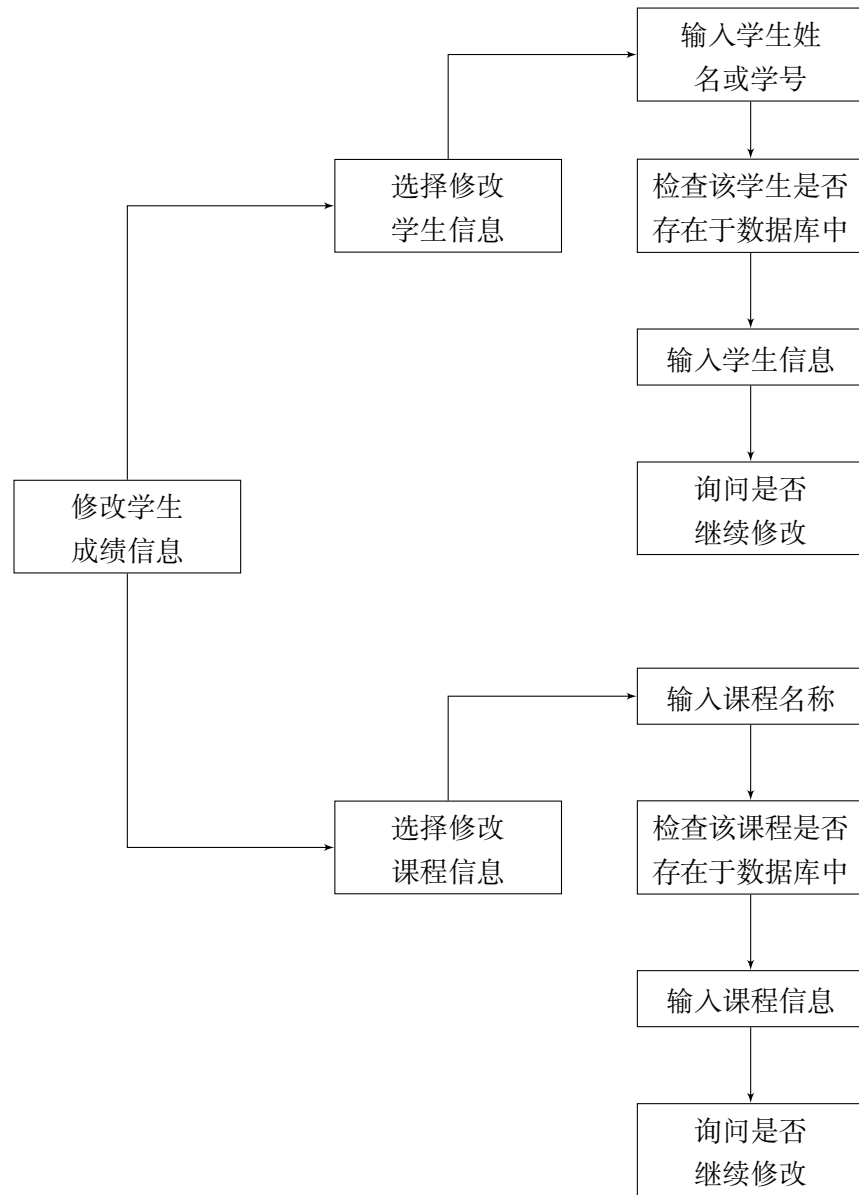 输入学生姓
名或学号
选择修改
学生信息
检查该学生是否
存在于数据库中
输入学生信息
询问是否
继续修改
修改学生
成绩信息
输入课程名称
选择修改
课程信息
检查该课程是否
存在于数据库中
输入课程信息
询问是否
继续修改